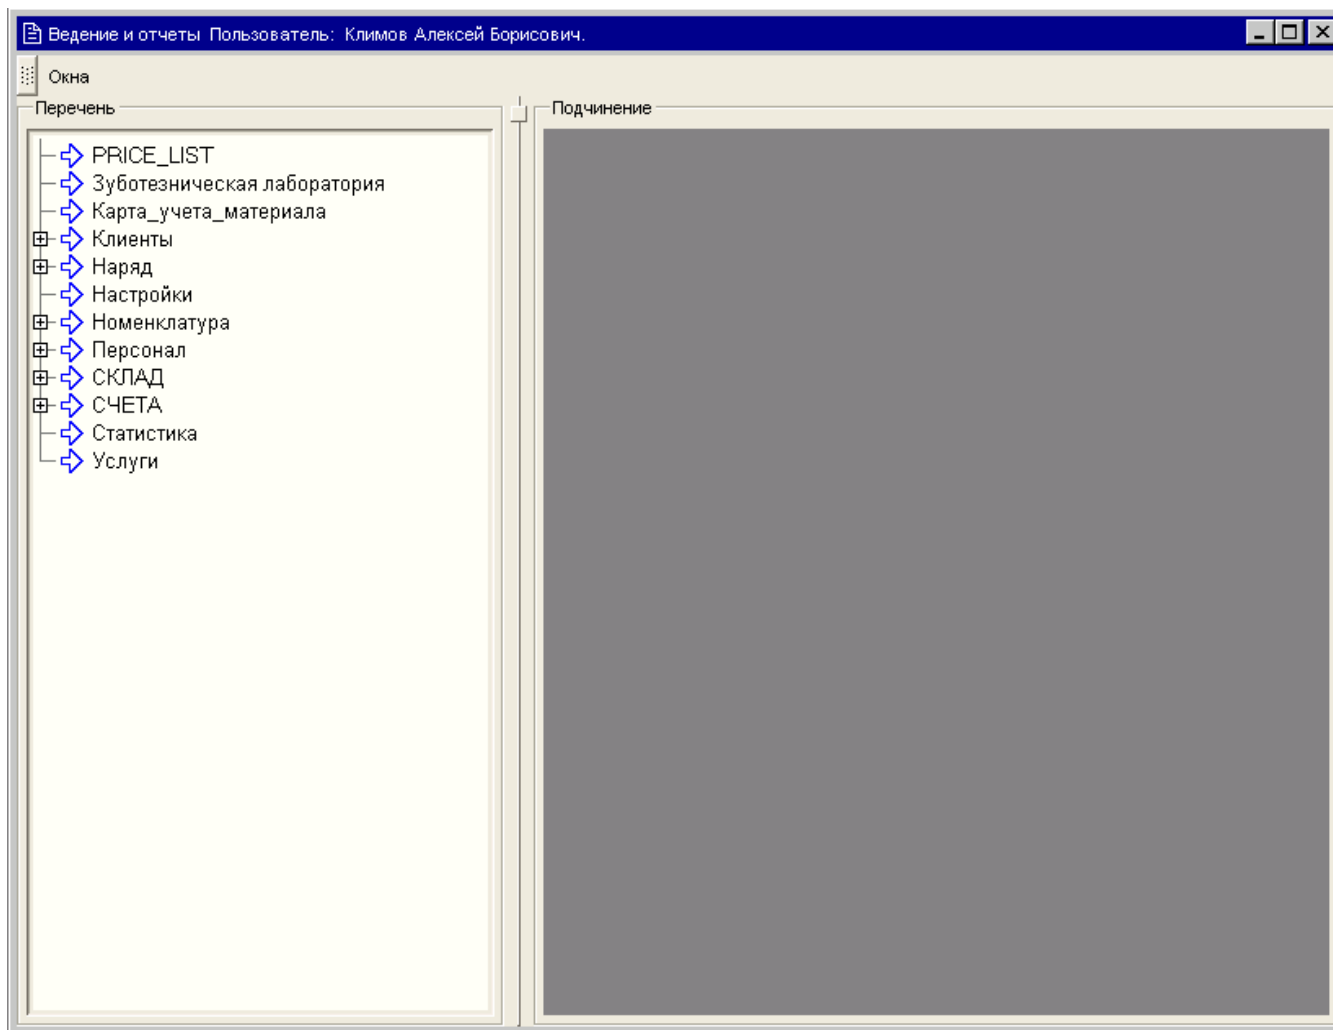 Ведение и отчеты Пользователь: Климов Алексей Борисович.
Окна
Перечень
PRICE_LIST
Зуботезническая лаборатория
Карта_учета_материала
Клиенты
Наряд
Настройки
Номенклатура
Персонал
СКЛАД
СЧЕТА
Статистика
Услуги
Подчинение